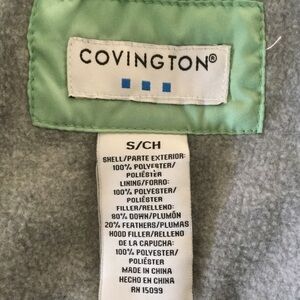 COVINGTON®
S/CH
SHELL/PARTE EXTERIOR:
100% POLYESTER/
POLIÉSTER
LINING/FORRO:
100% POLYESTER/
POLIÉSTER
FILLER/RELLENO:
80% DOWN/PLUMÓN
20% FEATHERS/PLUMAS
HOOD FILLER/RELLENO
DE LA CAPUCHA:
100% POLYESTER/
POLIÉSTER
MADE IN CHINA
HECHO EN CHINA
RN 15099